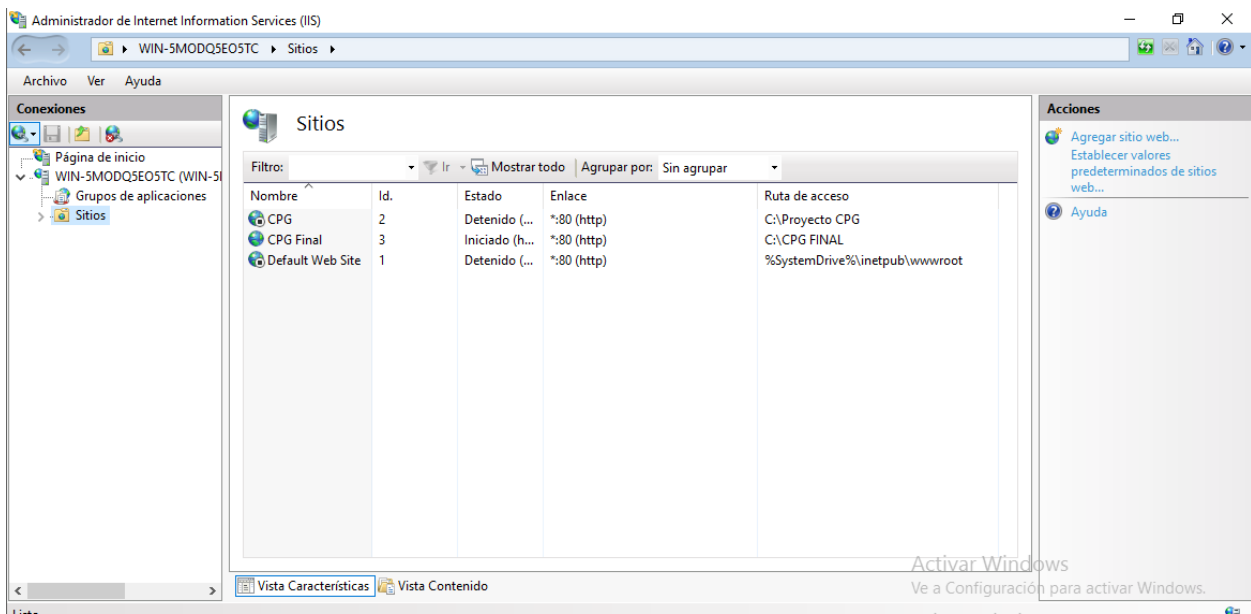 Administrador de Internet Information Services (IIS)
WIN-5MODQ5EO5TC Sitios
Archivo Ver Ayuda
Conexiones
Página de inicio
WIN-5MODQ5EO5TC (WIN-5
Grupos de aplicaciones
Sitios
Sitios
Filtro: Ir Mostrar todo Agrupar por: Sin agrupar
Nombre Id. Estado Enlace Ruta de acceso
CPG 2 Detenido (... *:80 (http) C:\Proyecto CPG
CPG Final 3 Iniciado (h... *:80 (http) C:\CPG FINAL
Default Web Site 1 Detenido (... *:80 (http) %SystemDrive%\inetpub\wwwroot
Vista Características Vista Contenido
Acciones
Agregar sitio web...
Establecer valores
predeterminados de sitios
web...
Ayuda
Activar Windows
Ve a Configuración para activar Windows.